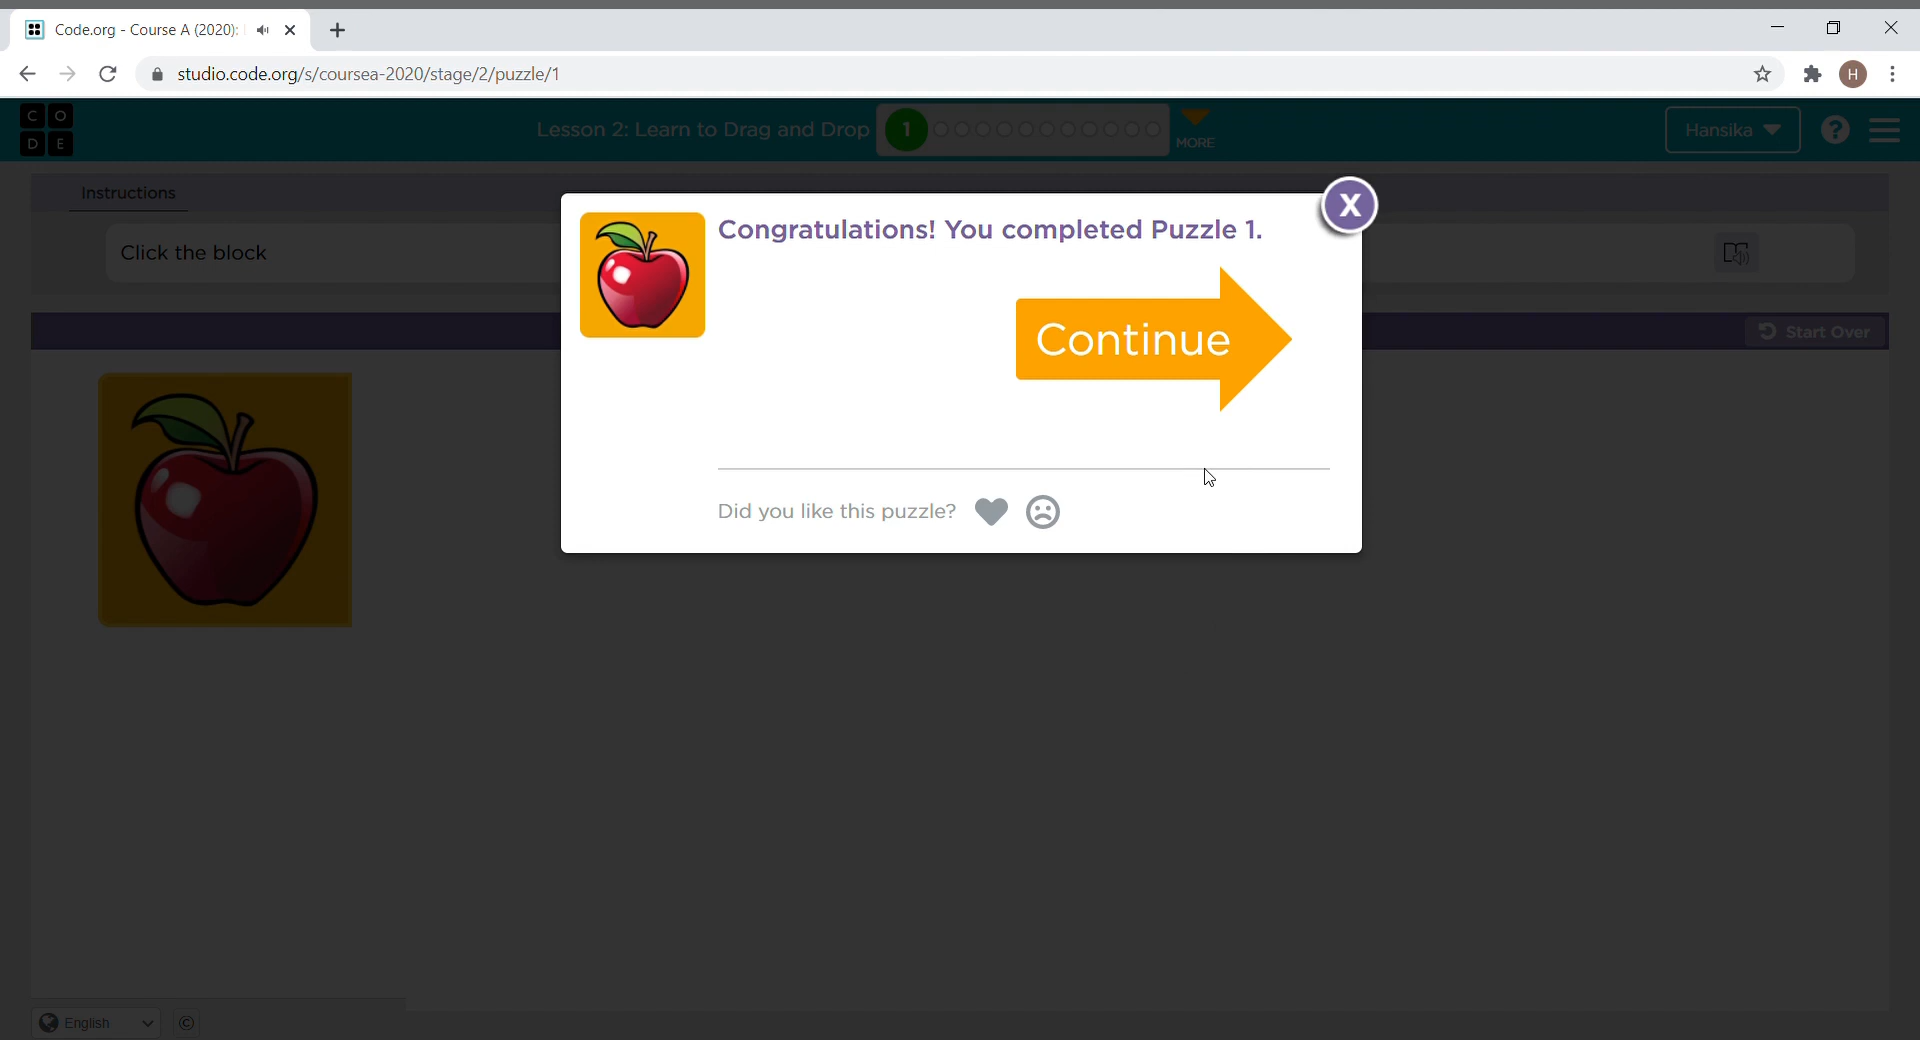 Code.org - Course A (2020):
studio.code.org/s/coursea-2020/stage/2/puzzle/1
H
C O
D E
Lesson 2: Learn to Drag and Drop
1
MORE
Hansika
?
Instructions
X
Congratulations! You completed Puzzle 1.
Click the block
Start Over
Continue
Did you like this puzzle?
English
©